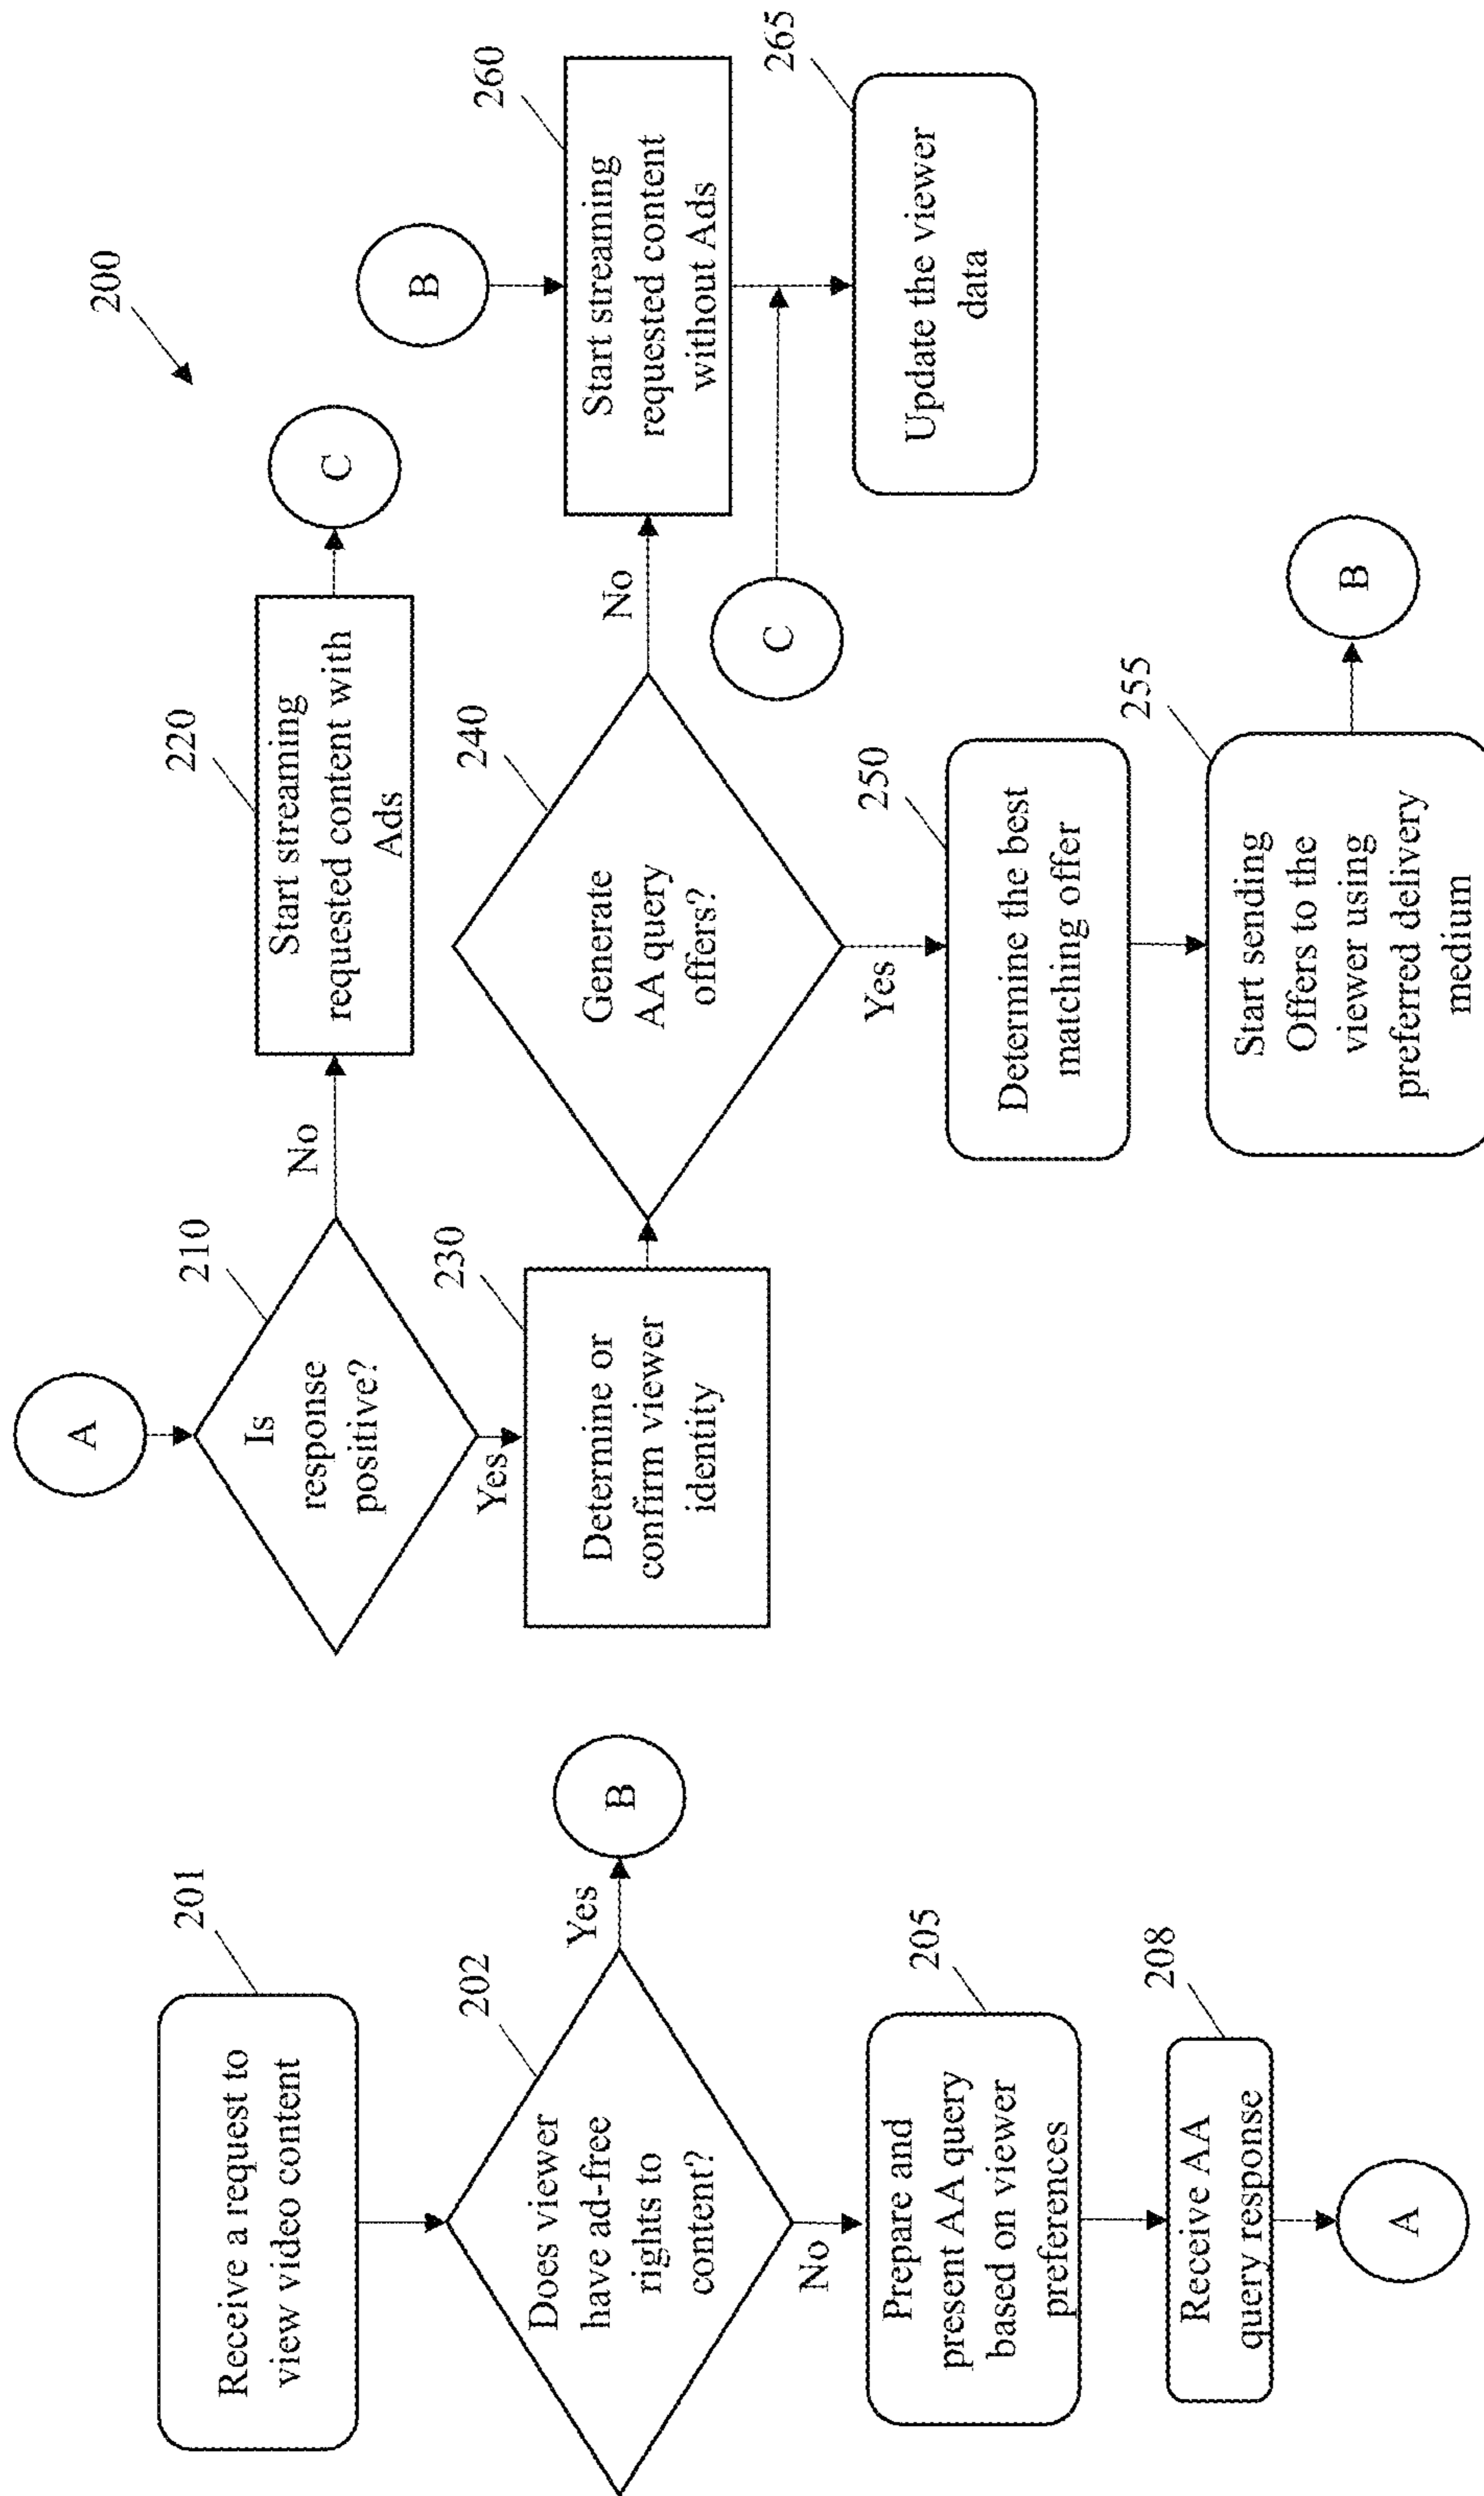 200
201
Receive a request to
view video content
202
Does viewer
have ad-free
rights to
content?
Yes
B
No
205
Prepare and
present AA query
based on viewer
preferences
208
Receive AA
query response
A
A
210
Is
response
positive?
No
220
Start streaming
requested content with
Ads
C
Yes
230
Determine or
confirm viewer
identity
240
Generate
AA query
offers?
No
B
260
Start streaming
requested content
without Ads
C
265
Update the viewer
data
Yes
250
Determine the best
matching offer
255
Start sending
Offers to the
viewer using
preferred delivery
medium
B